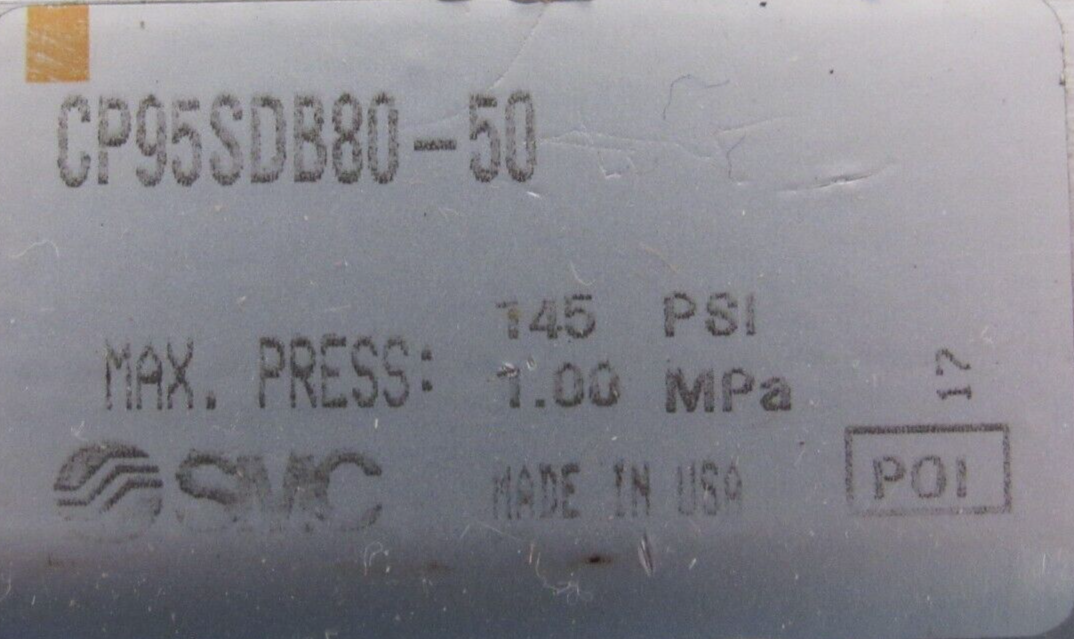 CP95SDB80-50
MAX. PRESS: 145 PSI
1.00 MPa
17
SMC MADE IN USA POI